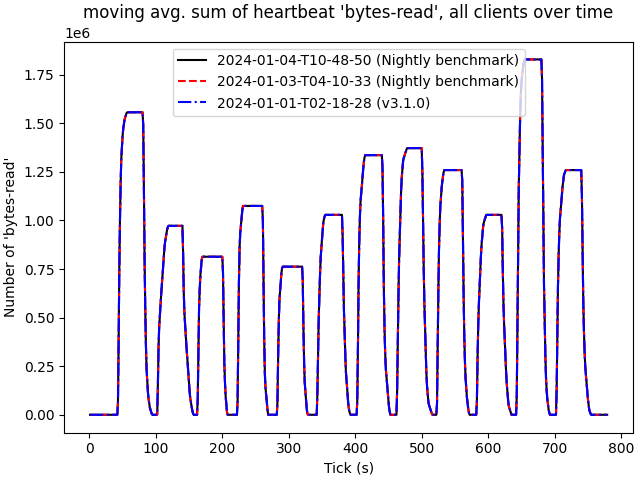 moving avg. sum of heartbeat 'bytes-read', all clients over time
1e6
2024-01-04-T10-48-50 (Nightly benchmark)
2024-01-03-T04-10-33 (Nightly benchmark)
2024-01-01-T02-18-28 (v3.1.0)
Number of 'bytes-read'
1.75
1.50
1.25
1.00
0.75
0.50
0.25
0.00
0 100 200 300 400 500 600 700 800
Tick (s)